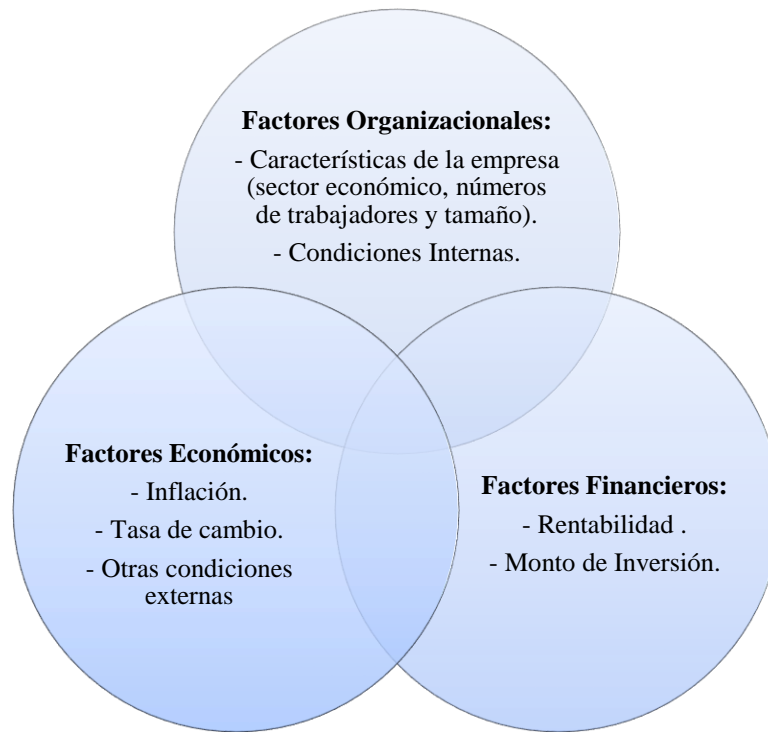 Factores Organizacionales:
- Características de la empresa
(sector económico, números
de trabajadores y tamaño).
- Condiciones Internas.
Factores Económicos:
- Inflación.
- Tasa de cambio.
- Otras condiciones
externas
Factores Financieros:
- Rentabilidad .
- Monto de Inversión.